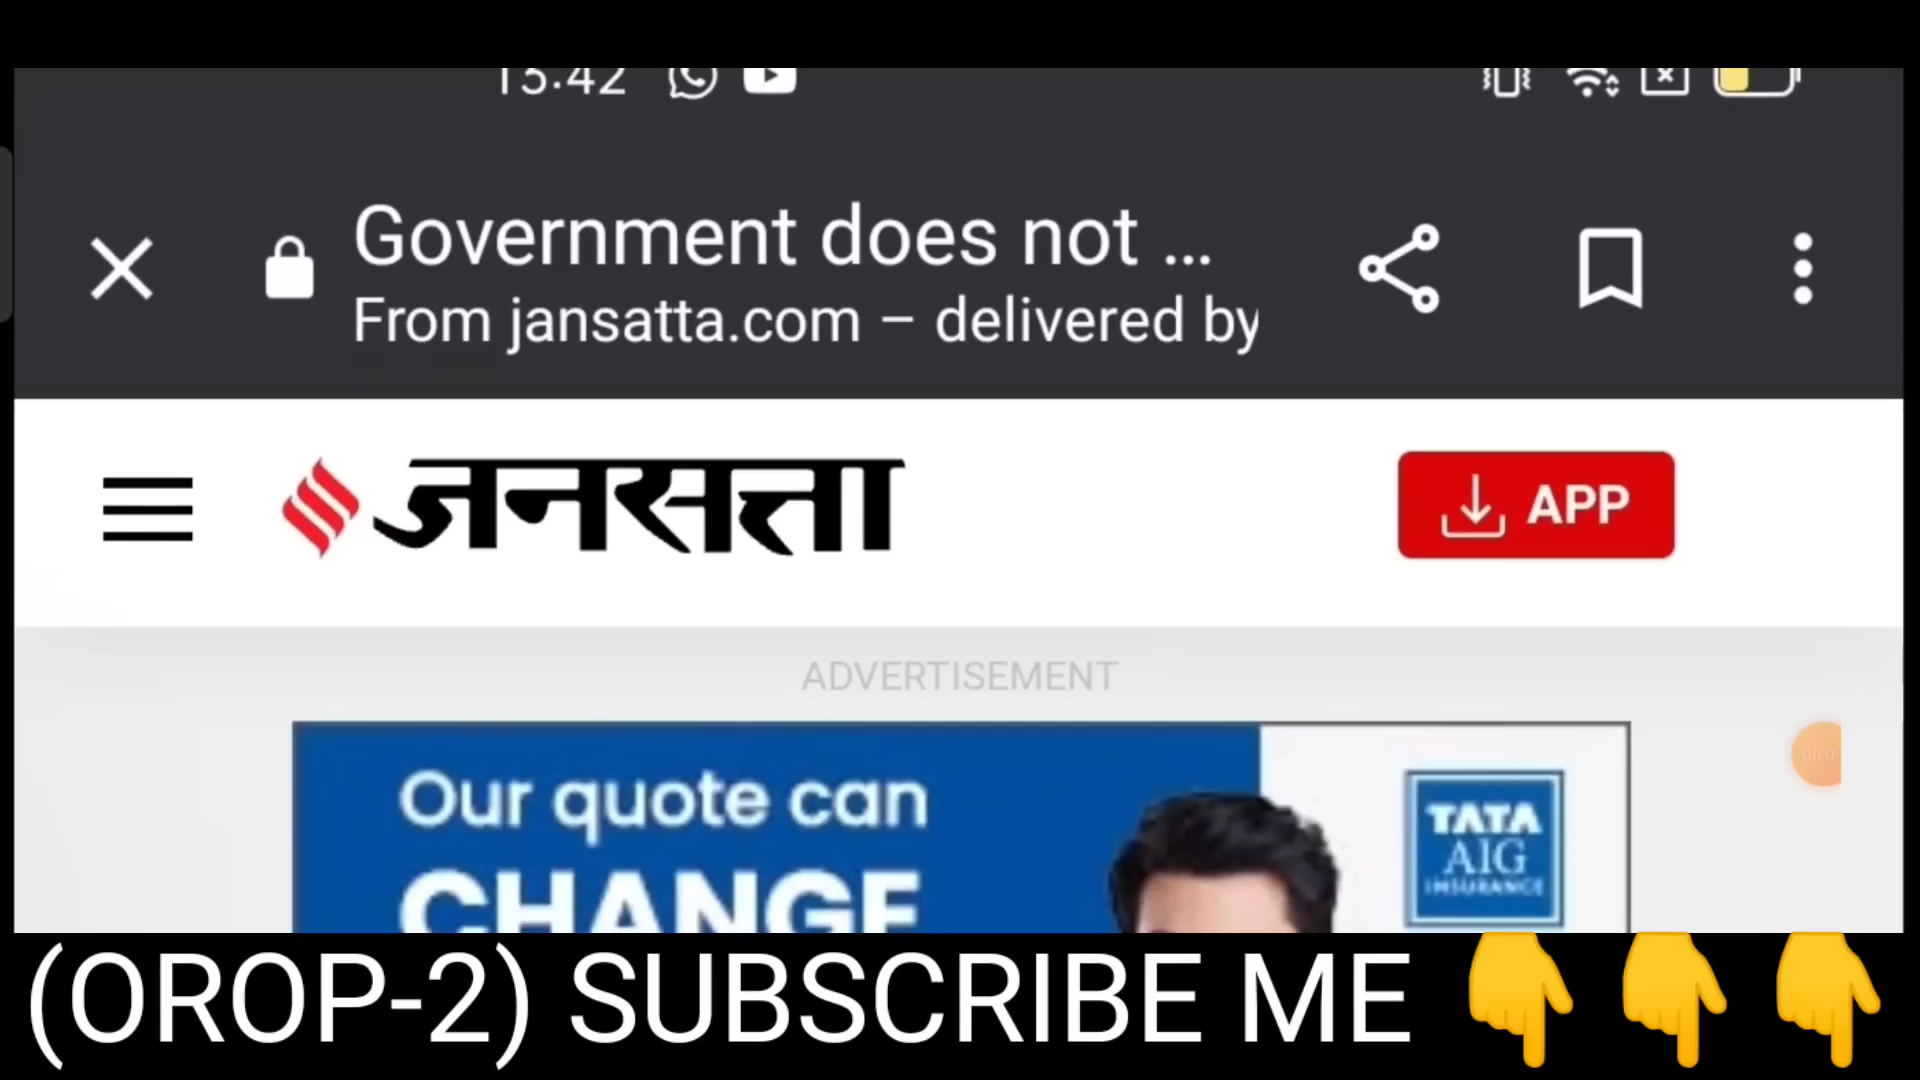 13:42
Government does not ...
From jansatta.com – delivered by
जनसत्ता
APP
ADVERTISEMENT
Our quote can
CHANGE
TATA
AIG
INSURANCE
(OROP-2) SUBSCRIBE ME 👇👇👇